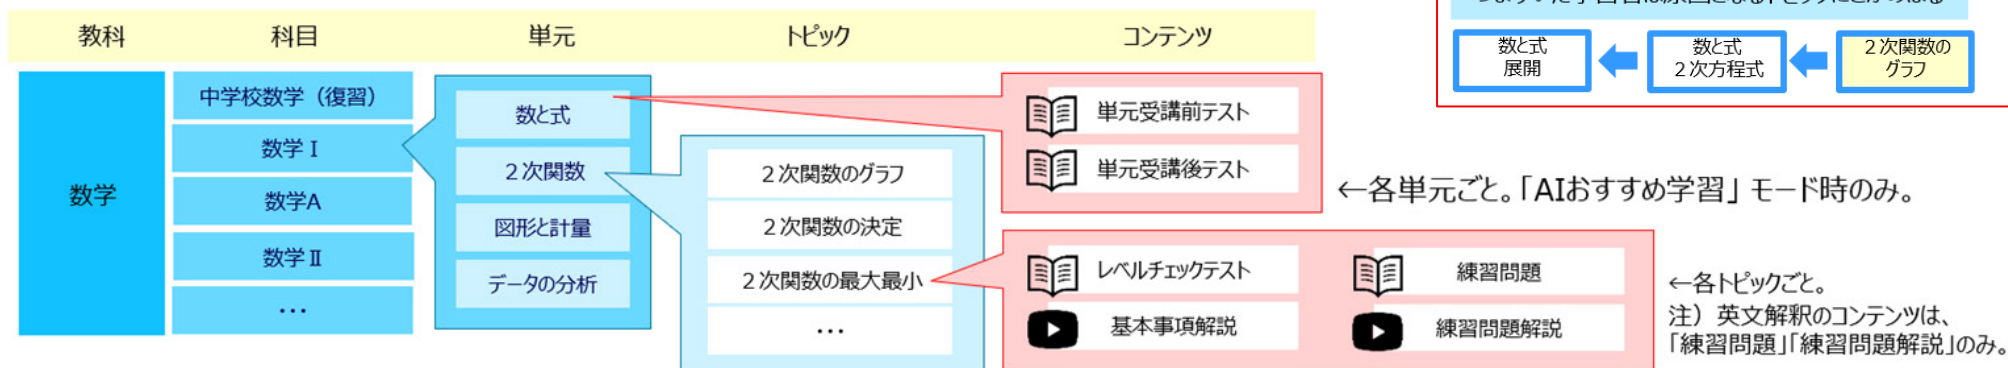 教科
科目
単元
トピック
コンテンツ
数学
中学校数学（復習）
数学Ⅰ
数学A
数学Ⅱ
…
数と式
２次関数
図形と計量
データの分析
２次関数のグラフ
２次関数の決定
２次関数の最大最小
…
単元受講前テスト
単元受講後テスト
←各単元ごと。「AIおすすめ学習」モード時のみ。
レベルチェックテスト
練習問題
基本事項解説
練習問題解説
←各トピックごと。
注）英文解釈のコンテンツは、
「練習問題」「練習問題解説」のみ。
数と式
展開
数と式
２次方程式
２次関数の
グラフ